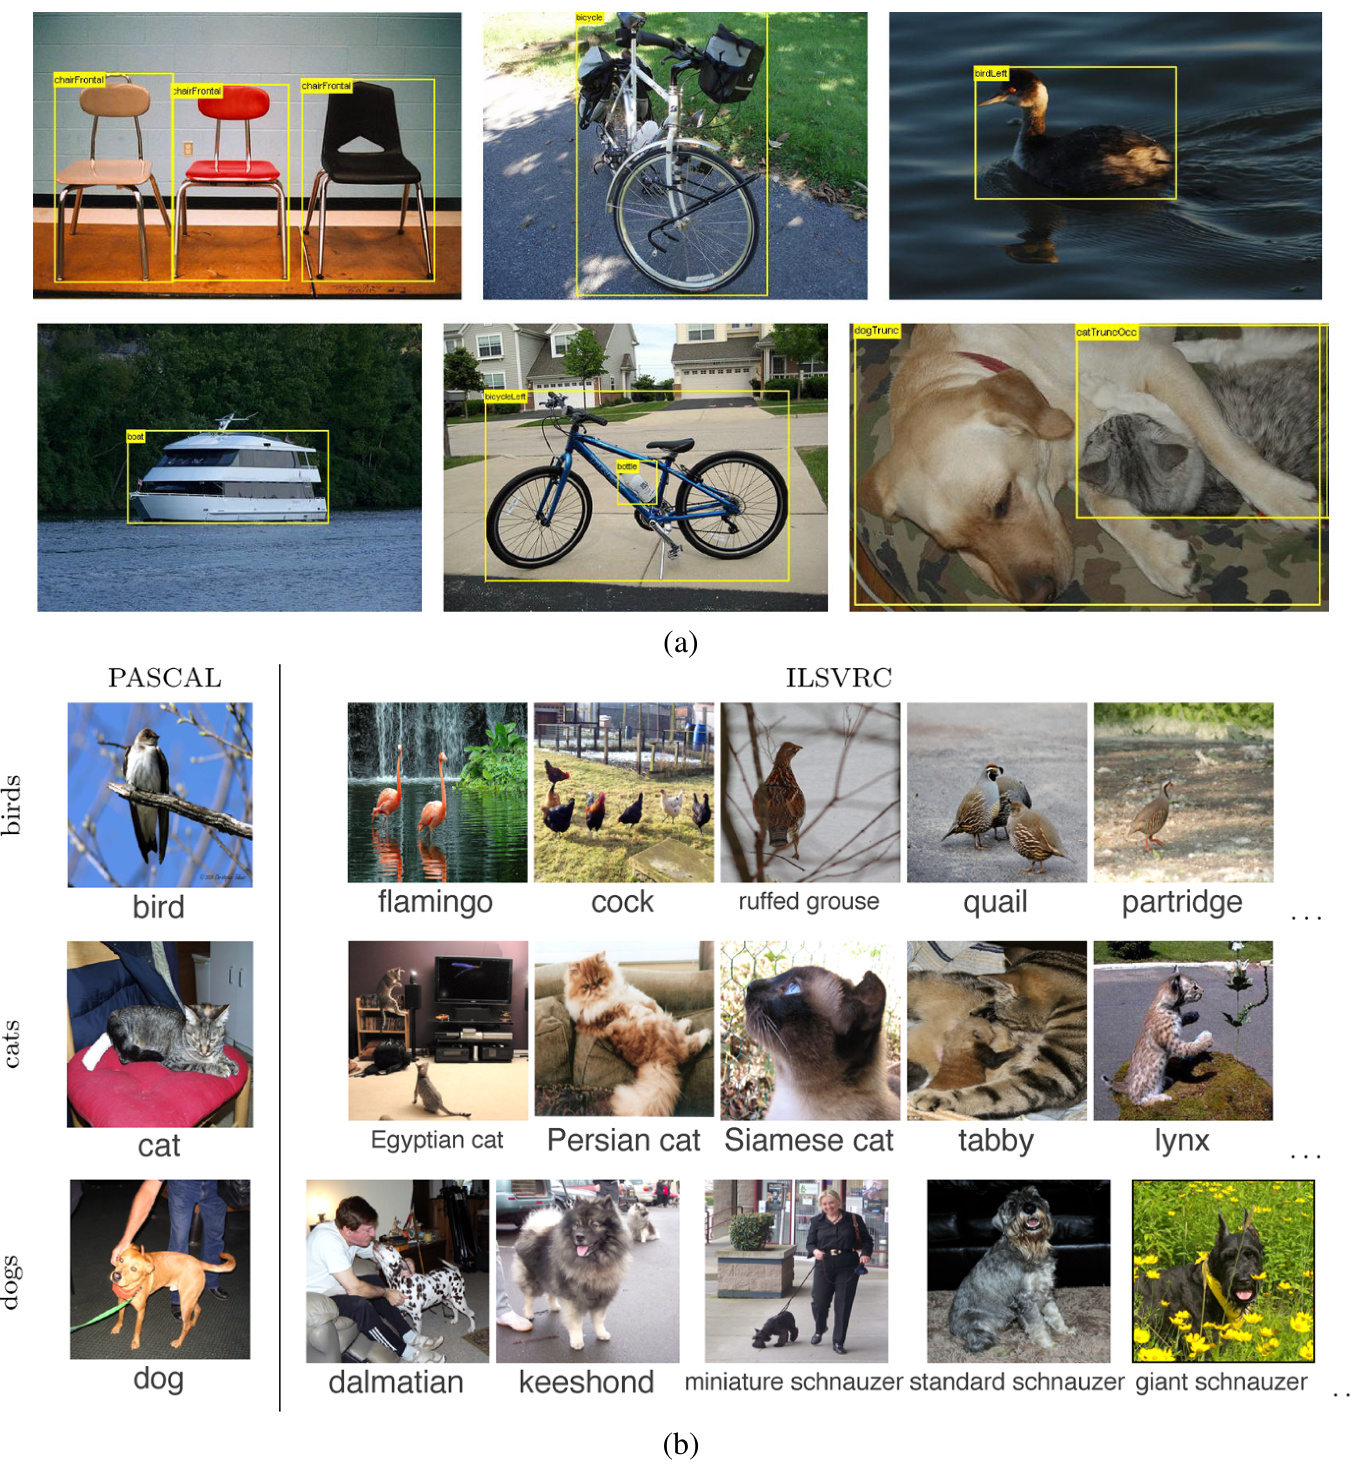 chairFrontal
chairFrontal
chairFrontal
bicycle
birdLeft
boat
bicycleLeft
bottle
dogTrunc
catTruncOcc
(a)
PASCAL
ILSVRC
birds
bird
flamingo
cock
ruffed grouse
quail
partridge
...
cats
cat
Egyptian cat
Persian cat
Siamese cat
tabby
lynx
...
dogs
dog
dalmatian
keeshond
miniature schnauzer
standard schnauzer
giant schnauzer
..
(b)